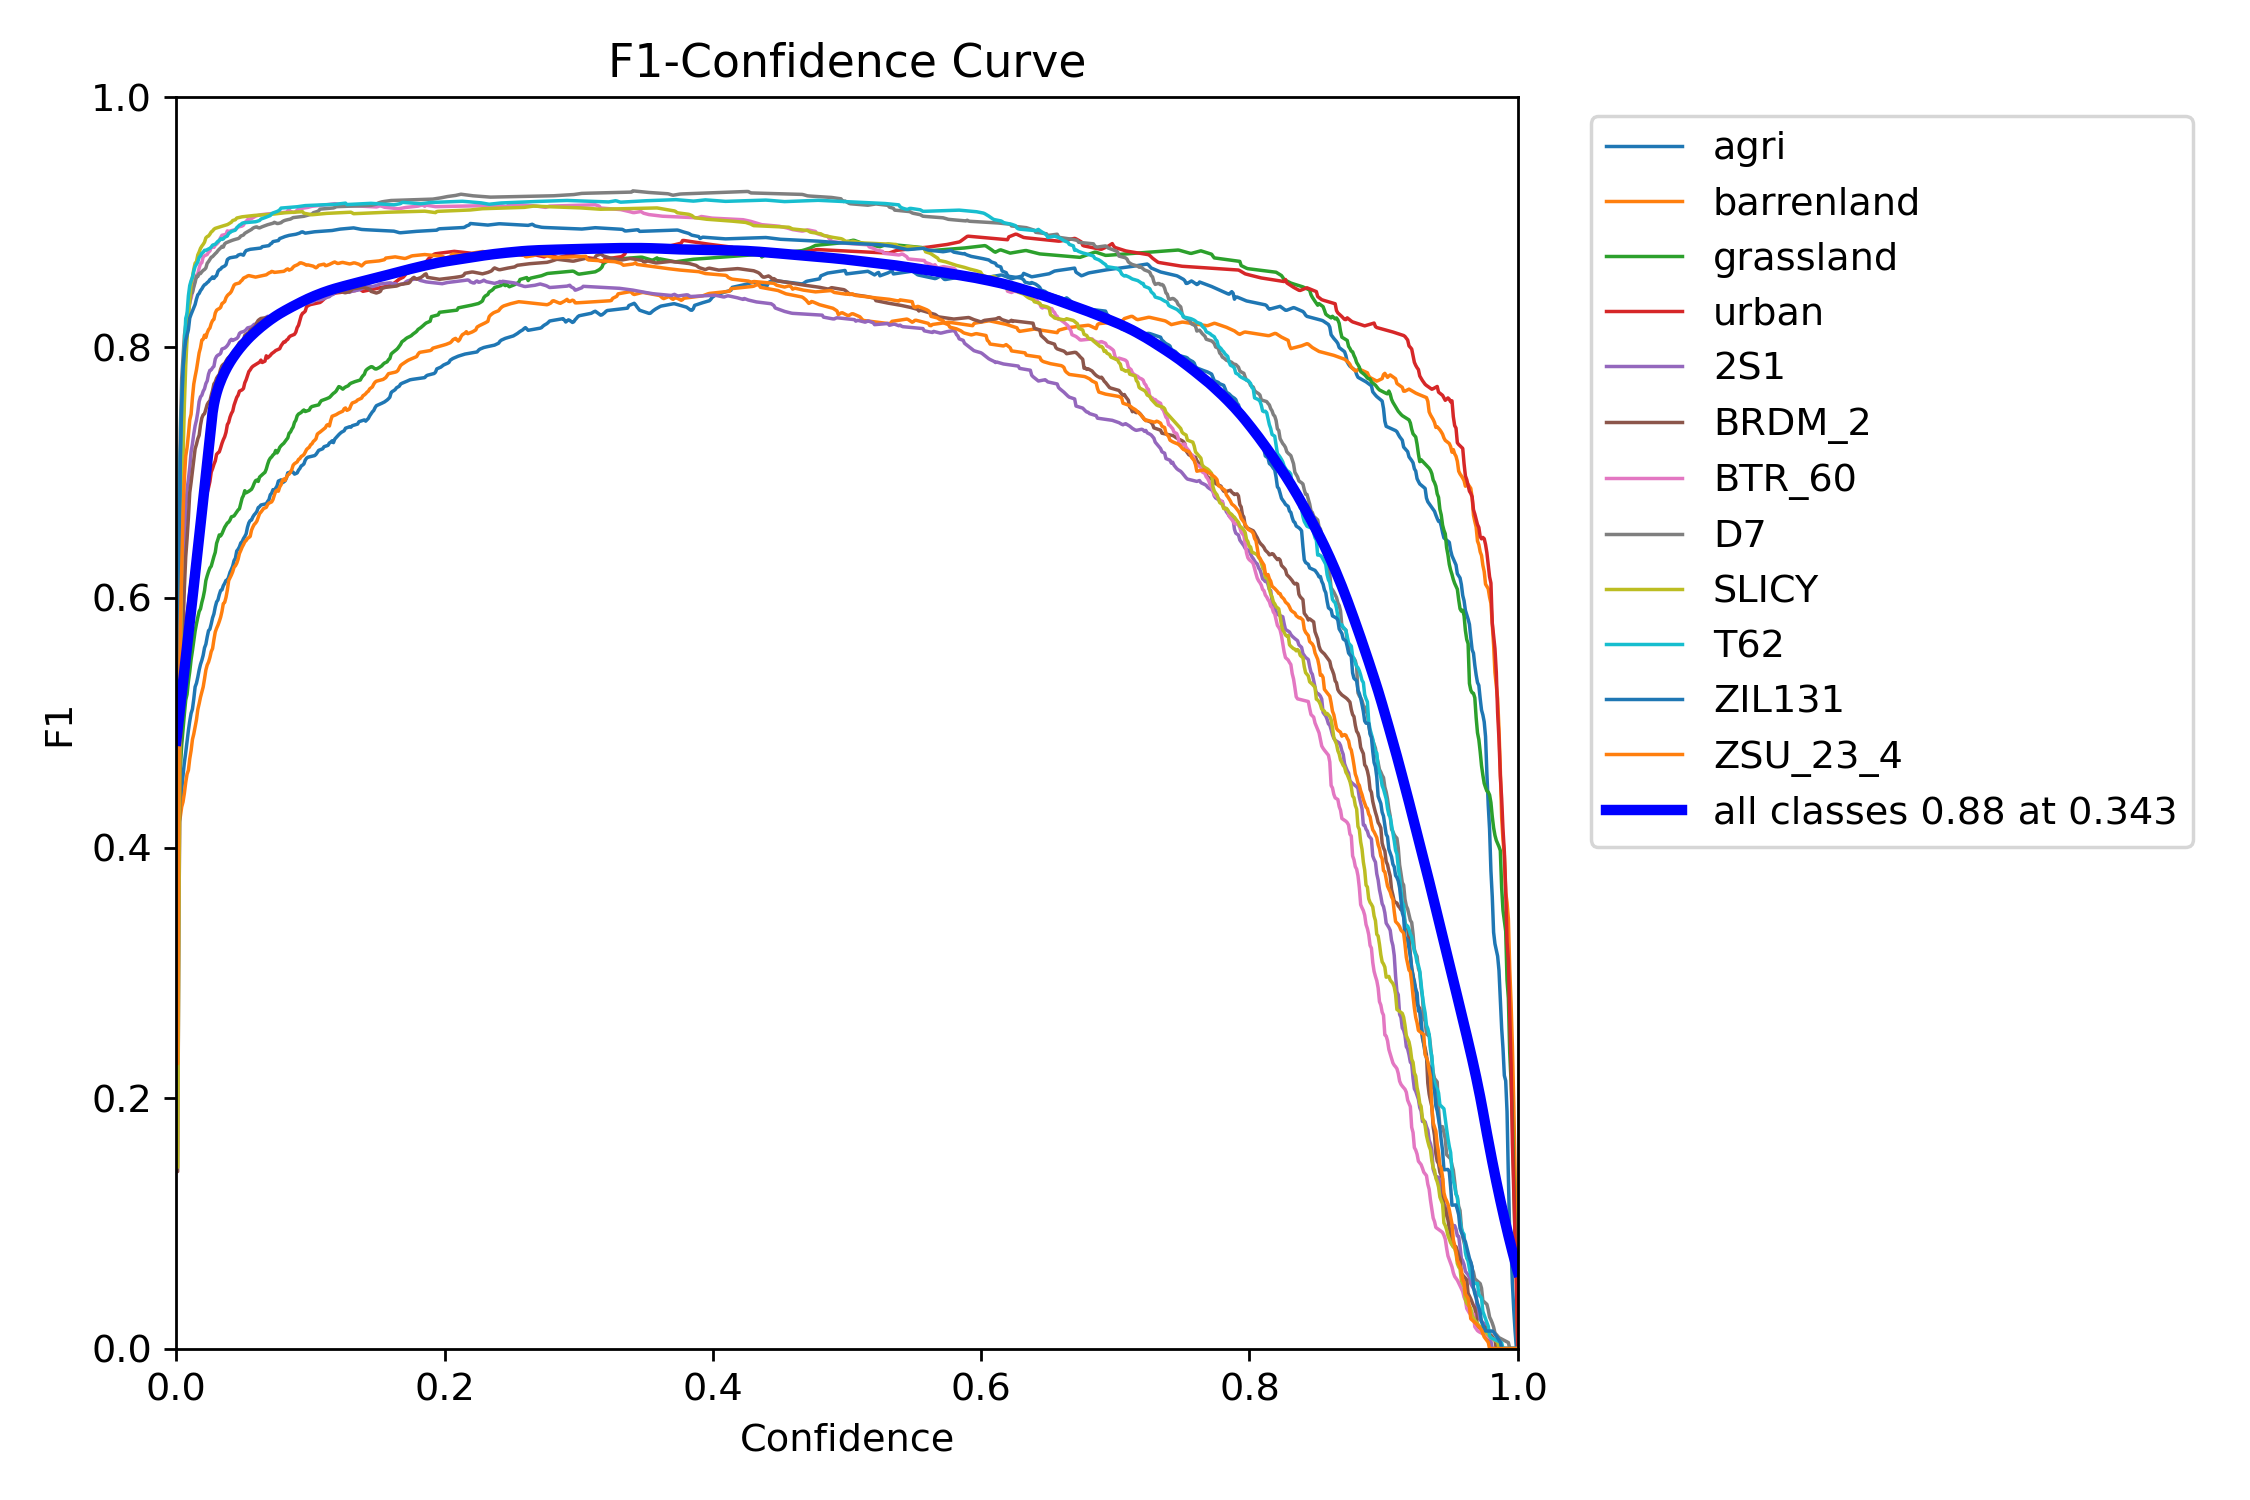 F1-Confidence Curve
1.0
0.8
0.6
0.4
0.2
0.0
F1
0.0 0.2 0.4 0.6 0.8 1.0
Confidence
agri
barrenland
grassland
urban
2S1
BRDM_2
BTR_60
D7
SLICY
T62
ZIL131
ZSU_23_4
all classes 0.88 at 0.343